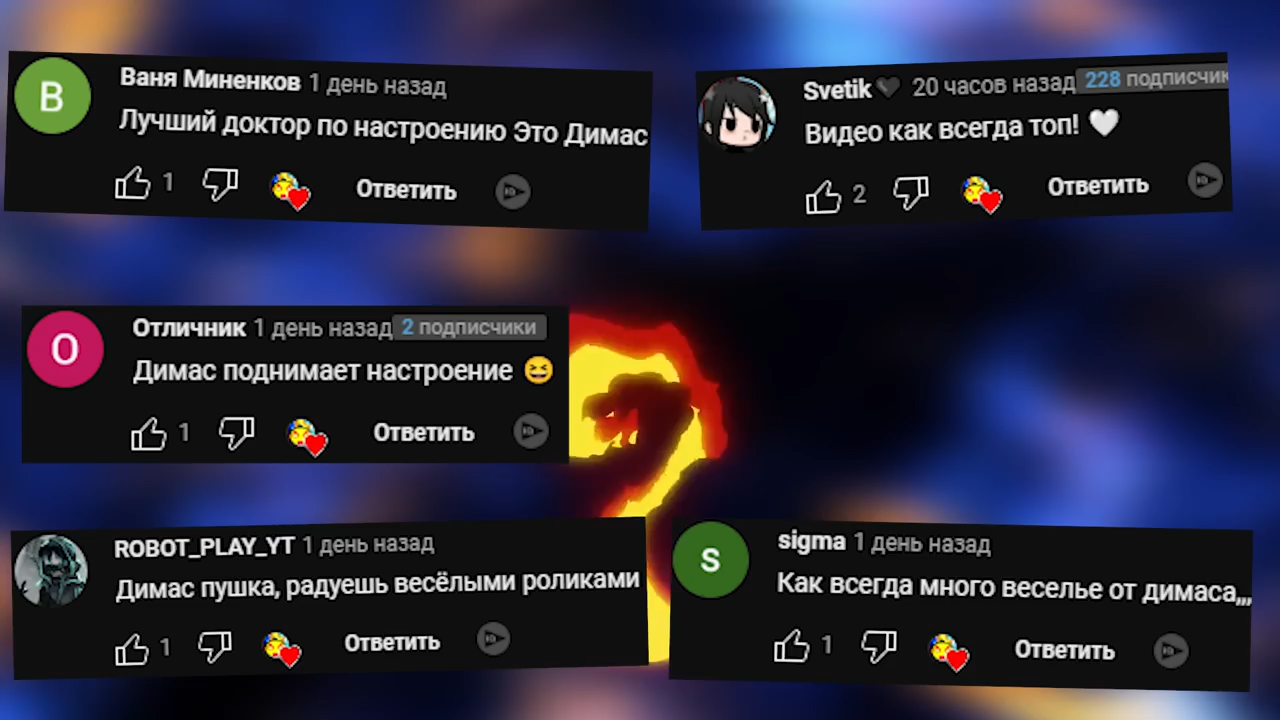 В
Ваня Миненков 1 день назад
Лучший доктор по настроению Это Димас
1 Ответить
Svetik🖤 20 часов назад 228 подписчик
Видео как всегда топ! 🤍
2 Ответить
О
Отличник 1 день назад 2 подписчики
Димас поднимает настроение 😆
1 Ответить
ROBOT_PLAY_YT 1 день назад
Димас пушка, радуешь весёлыми роликами
1 Ответить
S
sigma 1 день назад
Как всегда много веселье от димаса,,,
1 Ответить